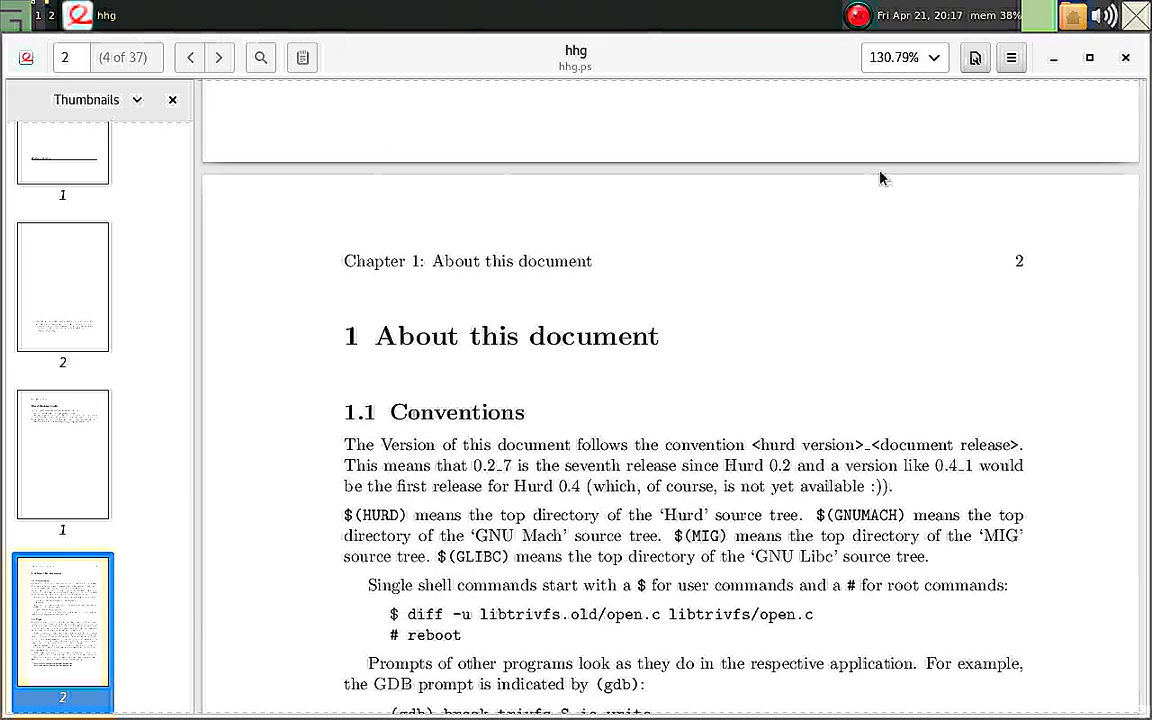 1 2 hhg Fri Apr 21, 20:17 mem 38%
2 (4 of 37) hhg 130.79%
hhg.ps
Thumbnails
1
2
1
2
Chapter 1: About this document 2
1 About this document
1.1 Conventions
The Version of this document follows the convention <hurd version>_<document release>.
This means that 0.2_7 is the seventh release since Hurd 0.2 and a version like 0.4_1 would
be the first release for Hurd 0.4 (which, of course, is not yet available :)).
$(HURD) means the top directory of the ‘Hurd’ source tree. $(GNUMACH) means the top
directory of the ‘GNU Mach’ source tree. $(MIG) means the top directory of the ‘MIG’
source tree. $(GLIBC) means the top directory of the ‘GNU Libc’ source tree.
Single shell commands start with a $ for user commands and a # for root commands:
$ diff -u libtrivfs.old/open.c libtrivfs/open.c
# reboot
Prompts of other programs look as they do in the respective application. For example,
the GDB prompt is indicated by (gdb):
(gdb) break trivfs_S_io_write